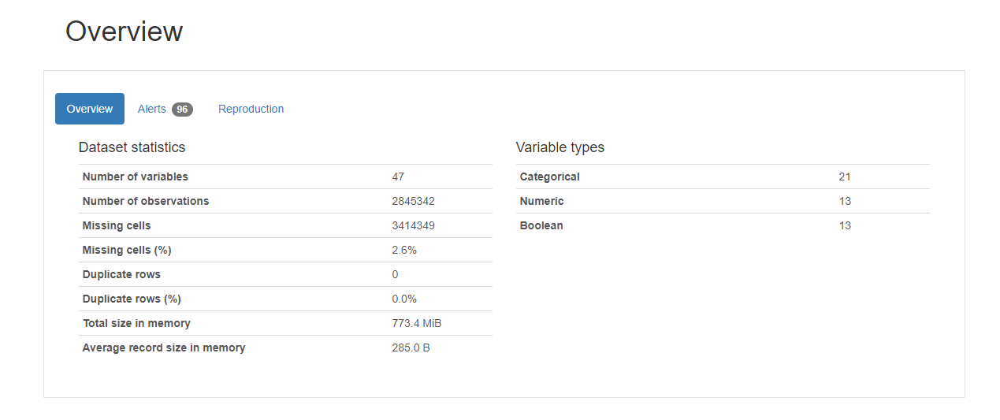 Overview
Overview Alerts 96 Reproduction
Dataset statistics
Number of variables 47
Number of observations 2845342
Missing cells 3414349
Missing cells (%) 2.6%
Duplicate rows 0
Duplicate rows (%) 0.0%
Total size in memory 773.4 MiB
Average record size in memory 285.0 B
Variable types
Categorical 21
Numeric 13
Boolean 13